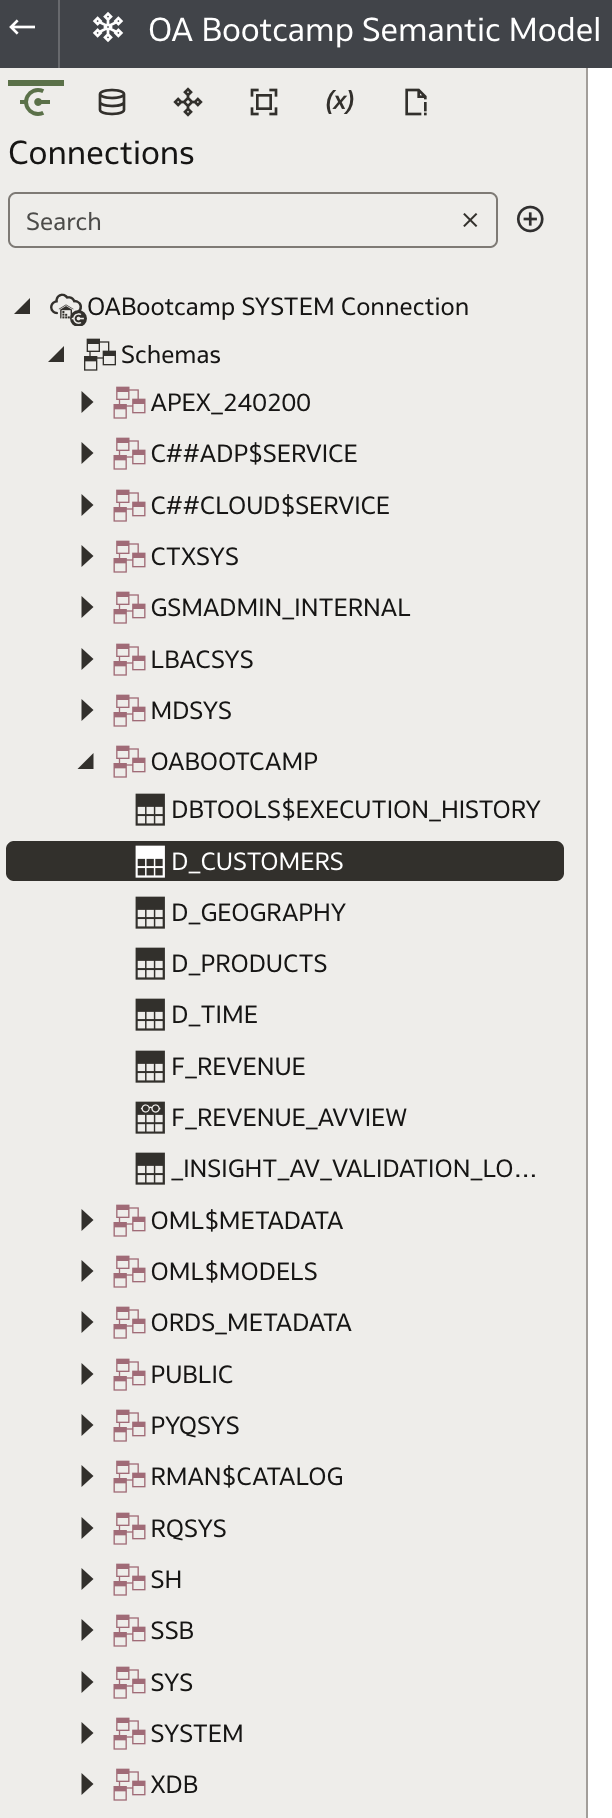 OA Bootcamp Semantic Model
(x)
Connections
Search
OABootcamp SYSTEM Connection
Schemas
APEX_240200
C##ADP$SERVICE
C##CLOUD$SERVICE
CTXSYS
GSMADMIN_INTERNAL
LBACSYS
MDSYS
OABOOTCAMP
DBTOOLS$EXECUTION_HISTORY
D_CUSTOMERS
D_GEOGRAPHY
D_PRODUCTS
D_TIME
F_REVENUE
F_REVENUE_AVVIEW
_INSIGHT_AV_VALIDATION_LO...
OML$METADATA
OML$MODELS
ORDS_METADATA
PUBLIC
PYQSYS
RMAN$CATALOG
RQSYS
SH
SSB
SYS
SYSTEM
XDB